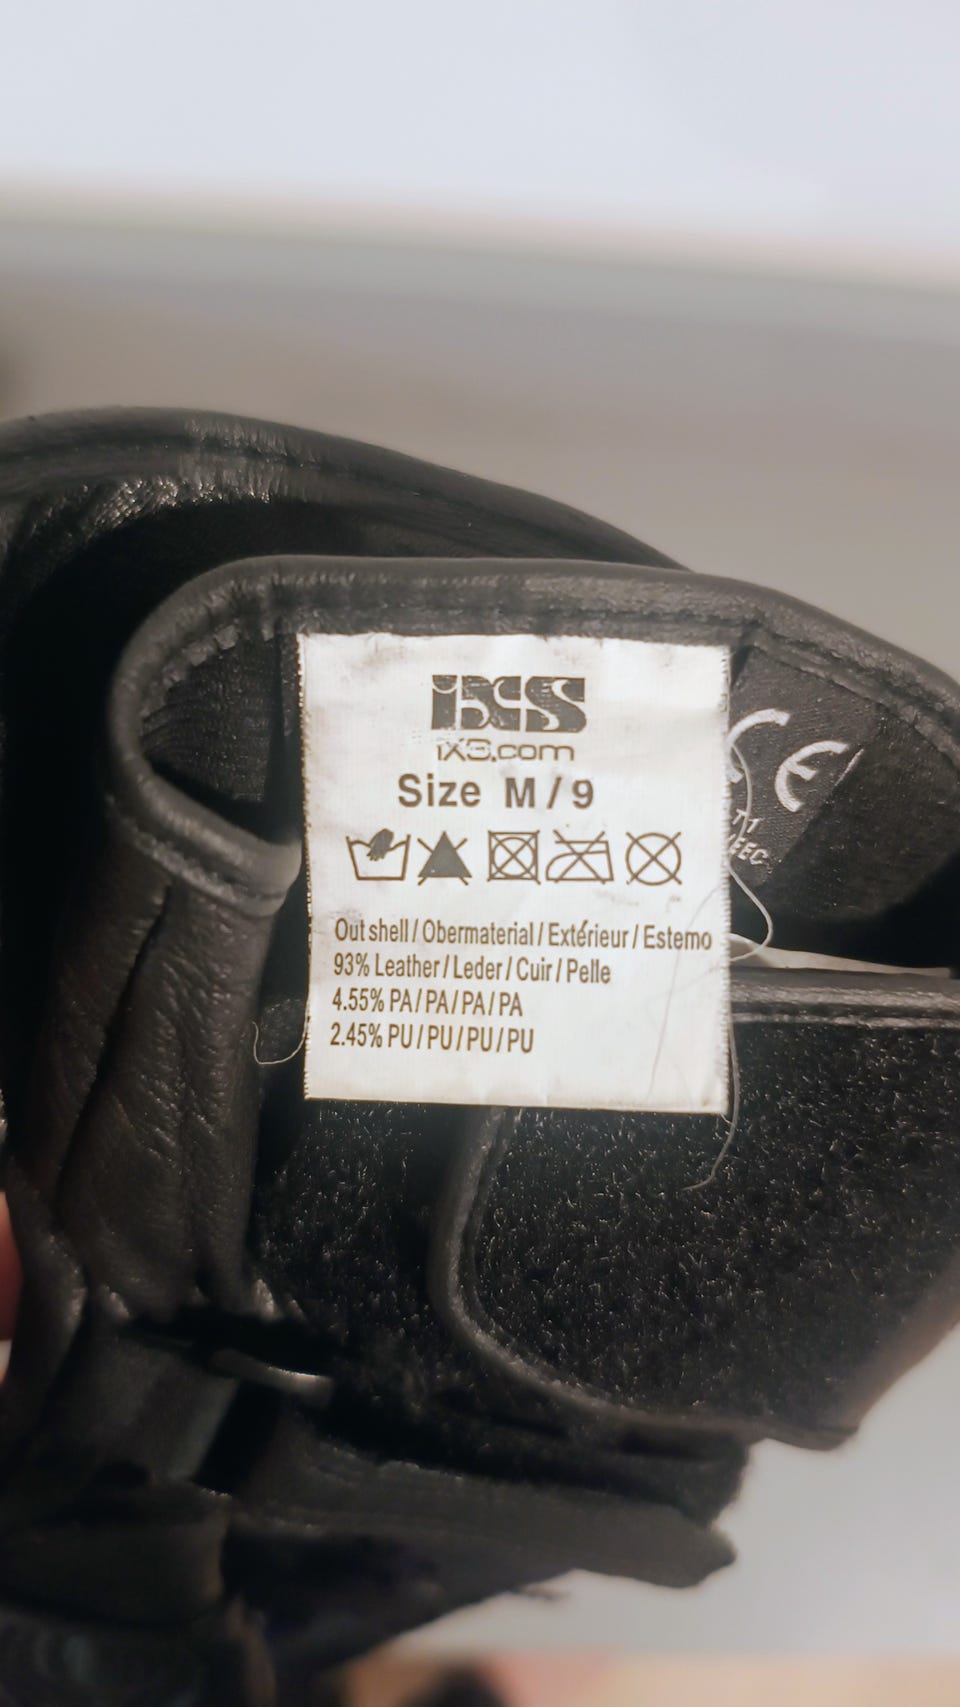 iXS
iXS.com
Size M / 9
Out shell / Obermaterial / Extérieur / Esterno
93% Leather / Leder / Cuir / Pelle
4.55% PA / PA / PA / PA
2.45% PU / PU / PU / PU
CE